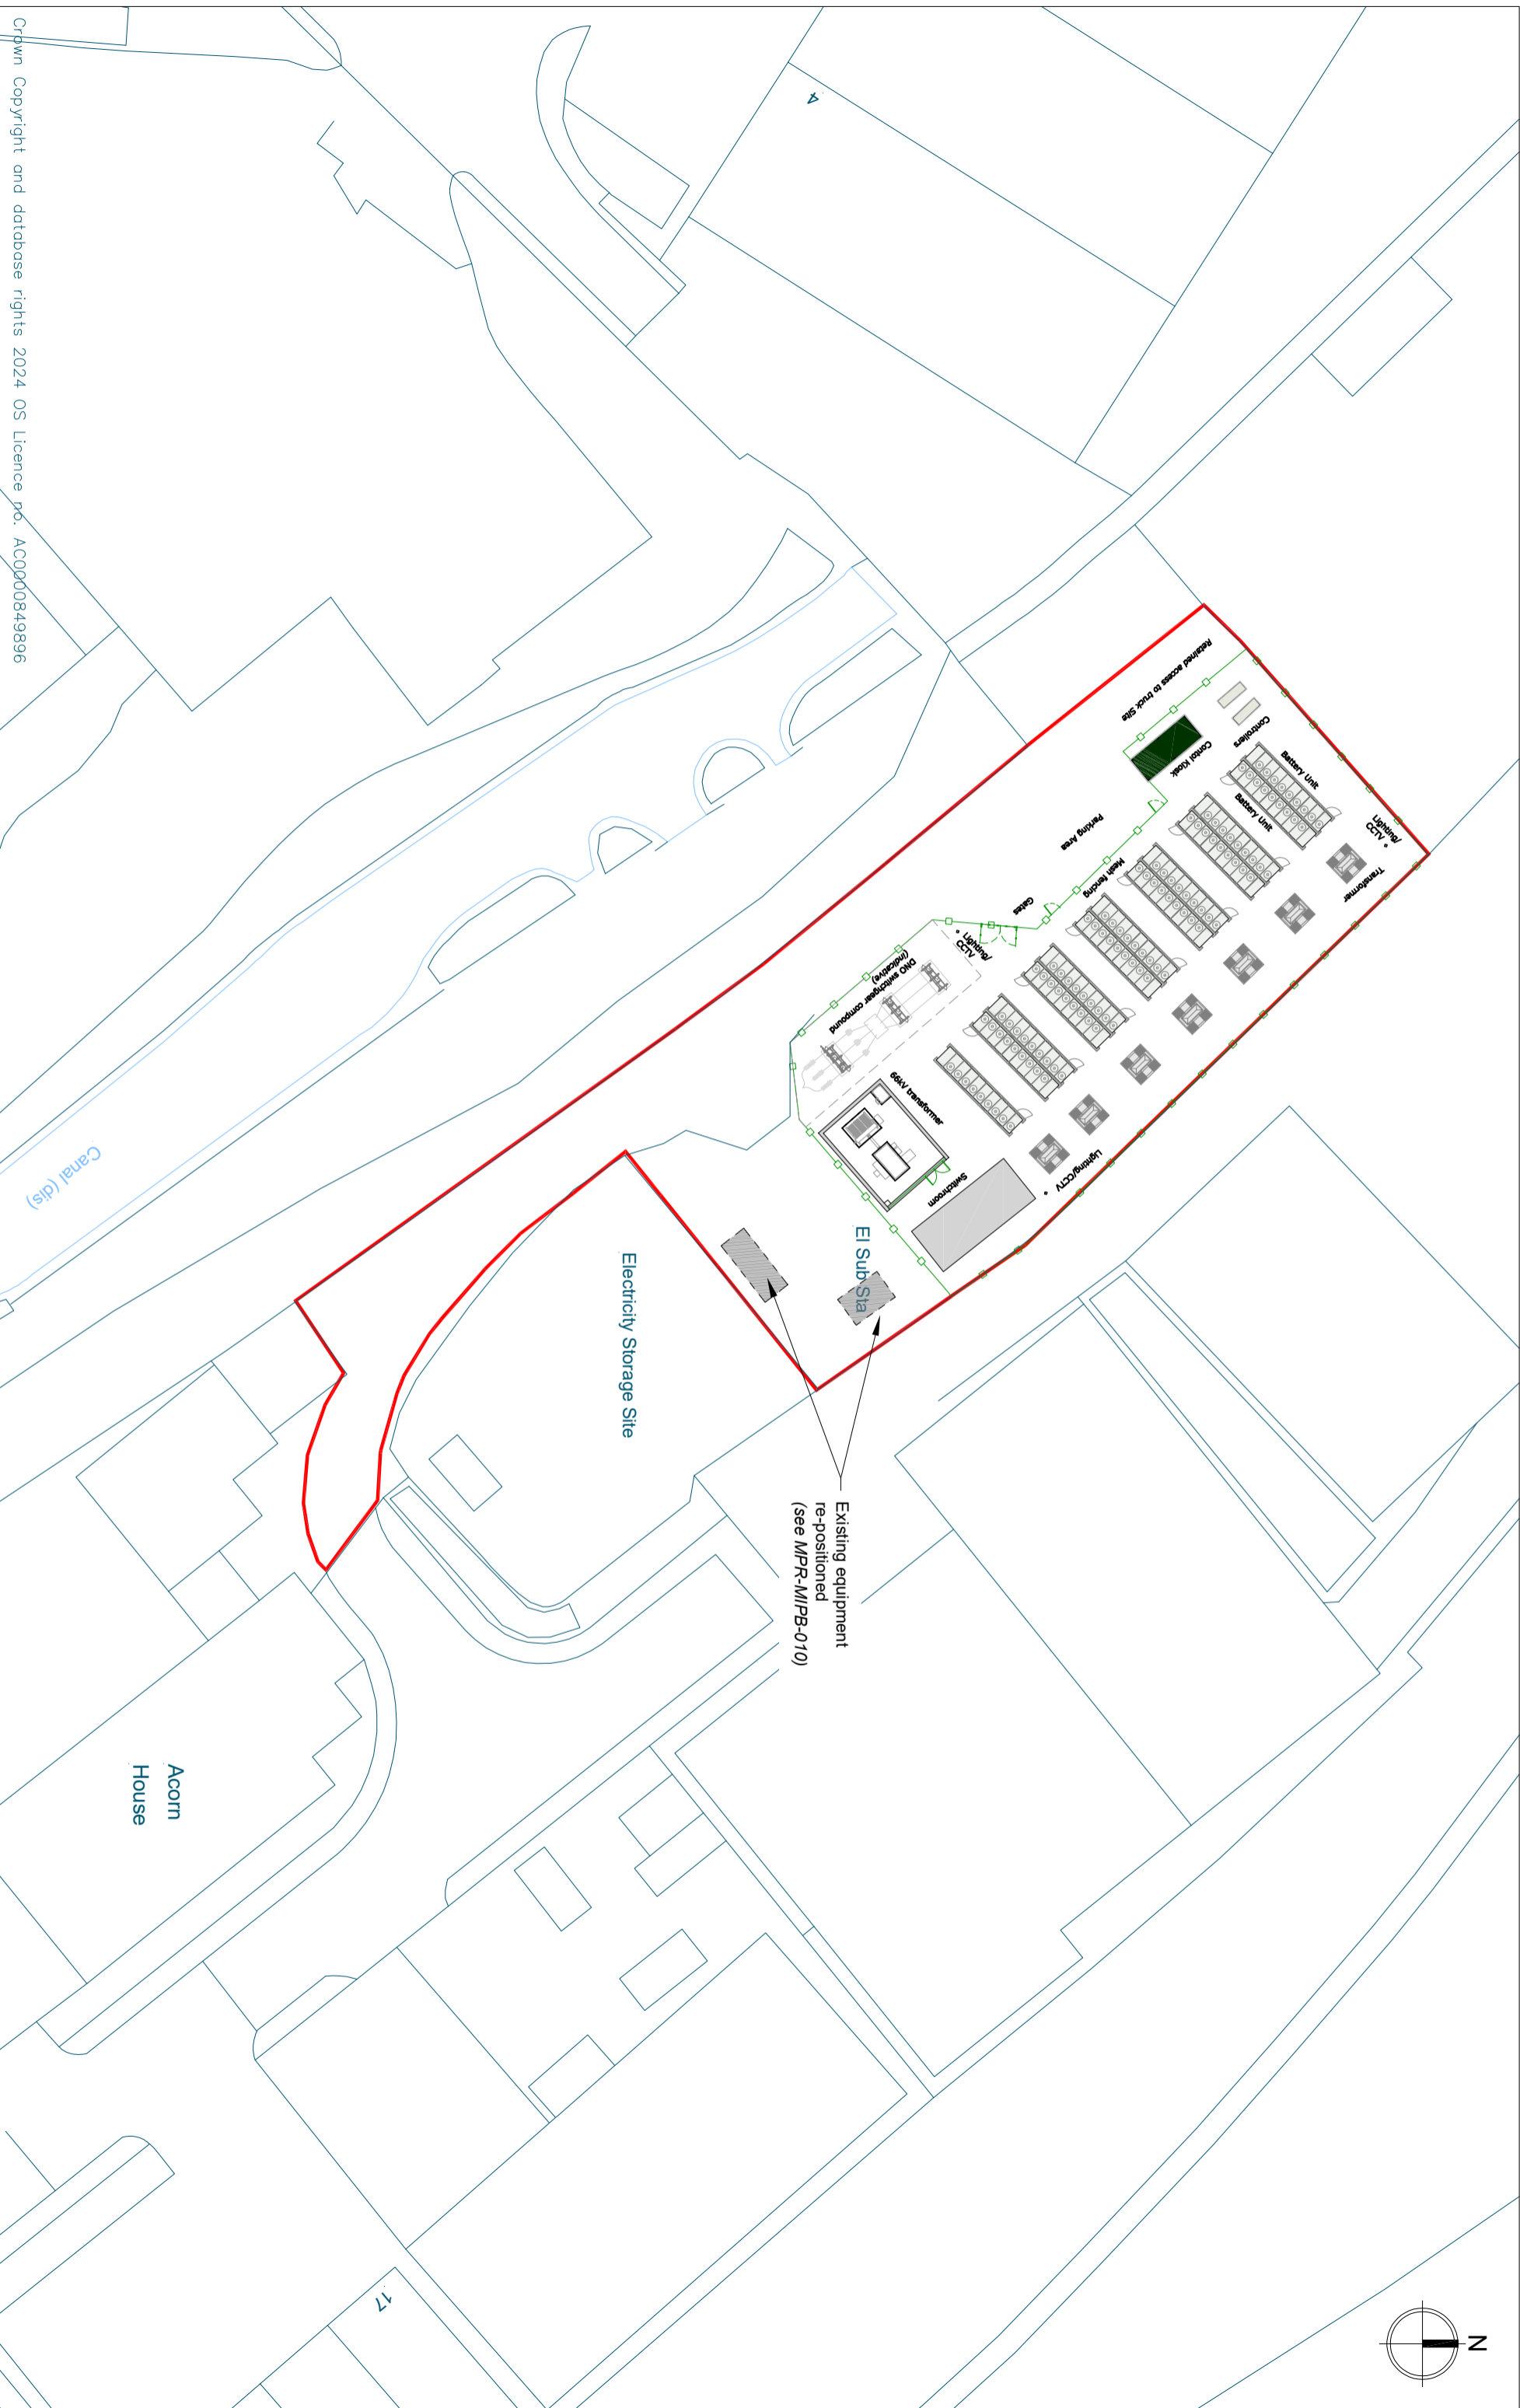 N
4
Retained access to truck Site
Controllers
Contol Kiosk
Battery Unit
Battery Unit
Lighting/
CCTV
Transformer
Parking Area
Mesh fencing
Gates
Lighting/
CCTV
DNO switchgear compound
(indicative)
66kV transformer
Switchroom
Lighting/CCTV
El Sub Sta
Electricity Storage Site
Existing equipment
re-positioned
(see MPR-MIPB-010)
Canal (dis)
Acorn
House
17
Crown Copyright and database rights 2024 OS Licence no. AC0000849896